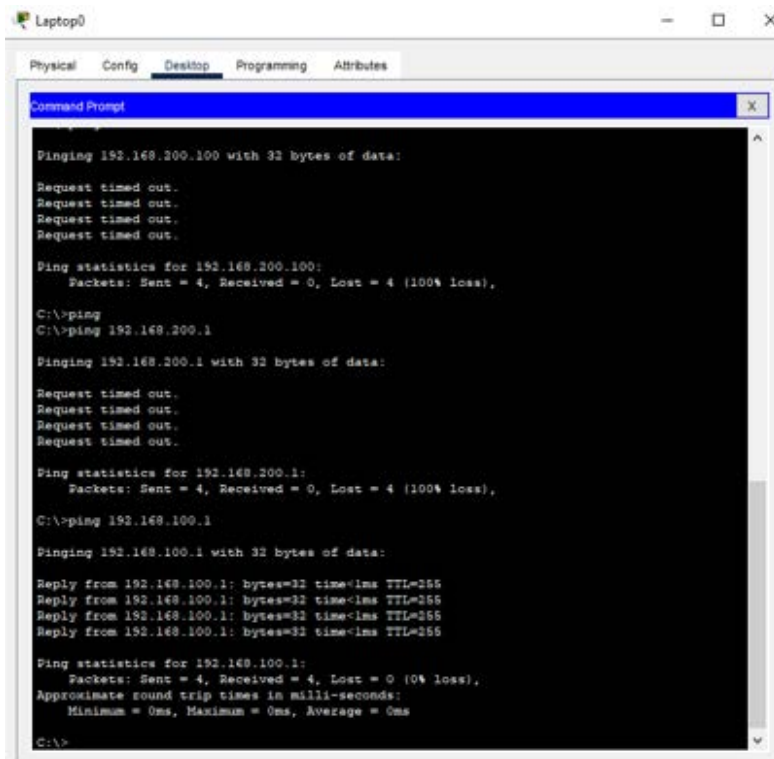 Laptop0
Physical Config Desktop Programming Attributes
Command Prompt
X
Pinging 192.168.200.100 with 32 bytes of data:
Request timed out.
Request timed out.
Request timed out.
Request timed out.
Ping statistics for 192.168.200.100:
Packets: Sent = 4, Received = 0, Lost = 4 (100% loss),
C:\>ping
C:\>ping 192.168.200.1
Pinging 192.168.200.1 with 32 bytes of data:
Request timed out.
Request timed out.
Request timed out.
Request timed out.
Ping statistics for 192.168.200.1:
Packets: Sent = 4, Received = 0, Lost = 4 (100% loss),
C:\>ping 192.168.100.1
Pinging 192.168.100.1 with 32 bytes of data:
Reply from 192.168.100.1: bytes=32 time<1ms TTL=255
Reply from 192.168.100.1: bytes=32 time<1ms TTL=255
Reply from 192.168.100.1: bytes=32 time<1ms TTL=255
Reply from 192.168.100.1: bytes=32 time<1ms TTL=255
Ping statistics for 192.168.100.1:
Packets: Sent = 4, Received = 4, Lost = 0 (0% loss),
Approximate round trip times in milli-seconds:
Minimum = 0ms, Maximum = 0ms, Average = 0ms
C:\>